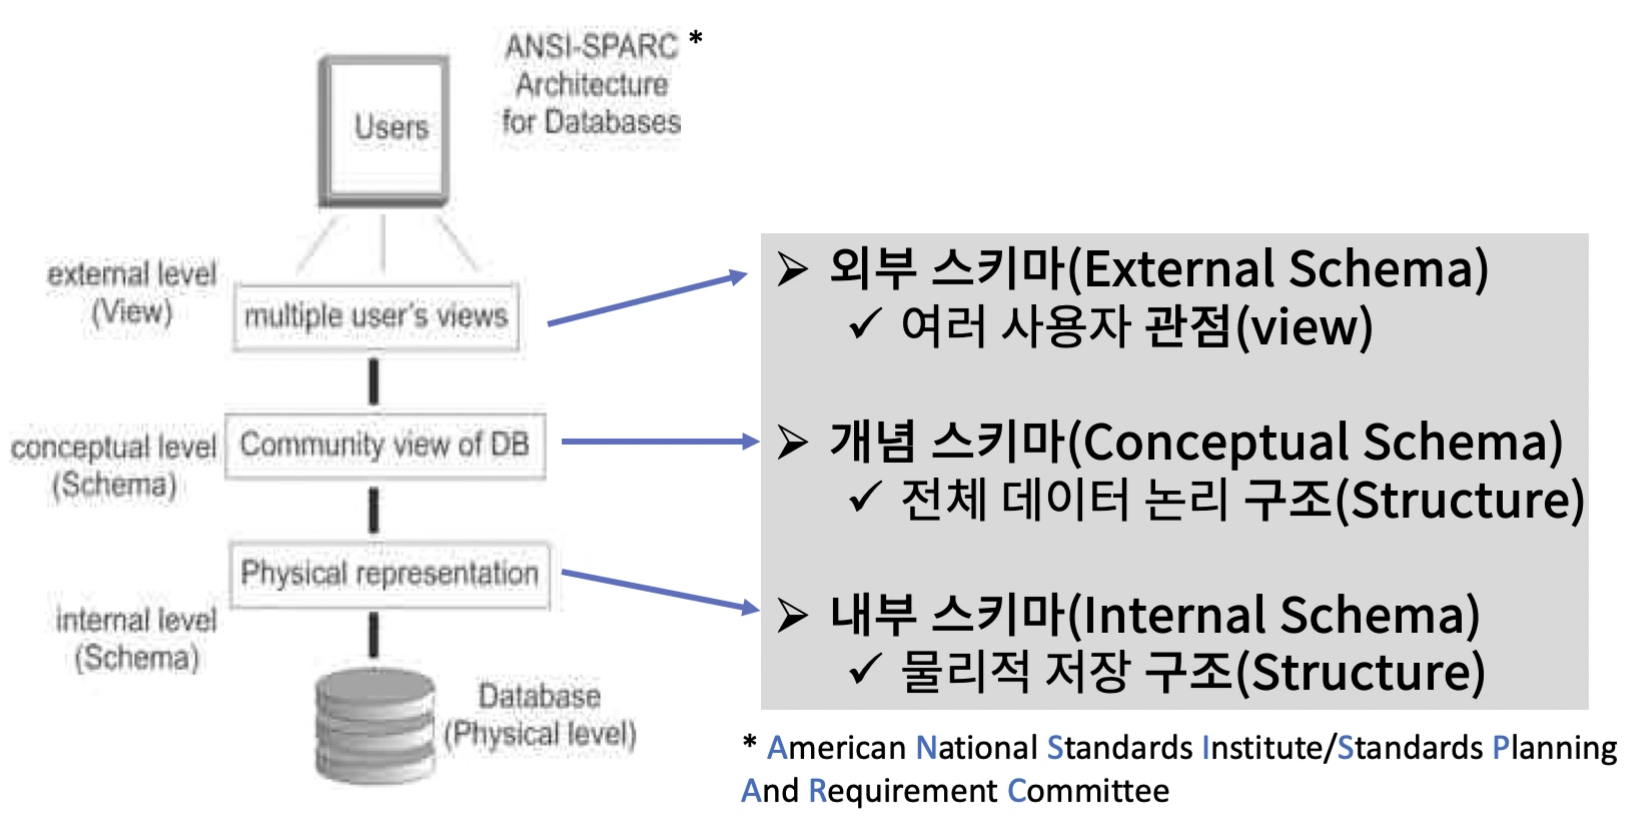 ANSI-SPARC *
Architecture
for Databases
Users
external level
(View)
multiple user's views
conceptual level
(Schema)
Community view of DB
Physical representation
internal level
(Schema)
Database
(Physical level)
➢ 외부 스키마(External Schema)
✓ 여러 사용자 관점(view)
➢ 개념 스키마(Conceptual Schema)
✓ 전체 데이터 논리 구조(Structure)
➢ 내부 스키마(Internal Schema)
✓ 물리적 저장 구조(Structure)
* American National Standards Institute/Standards Planning
And Requirement Committee